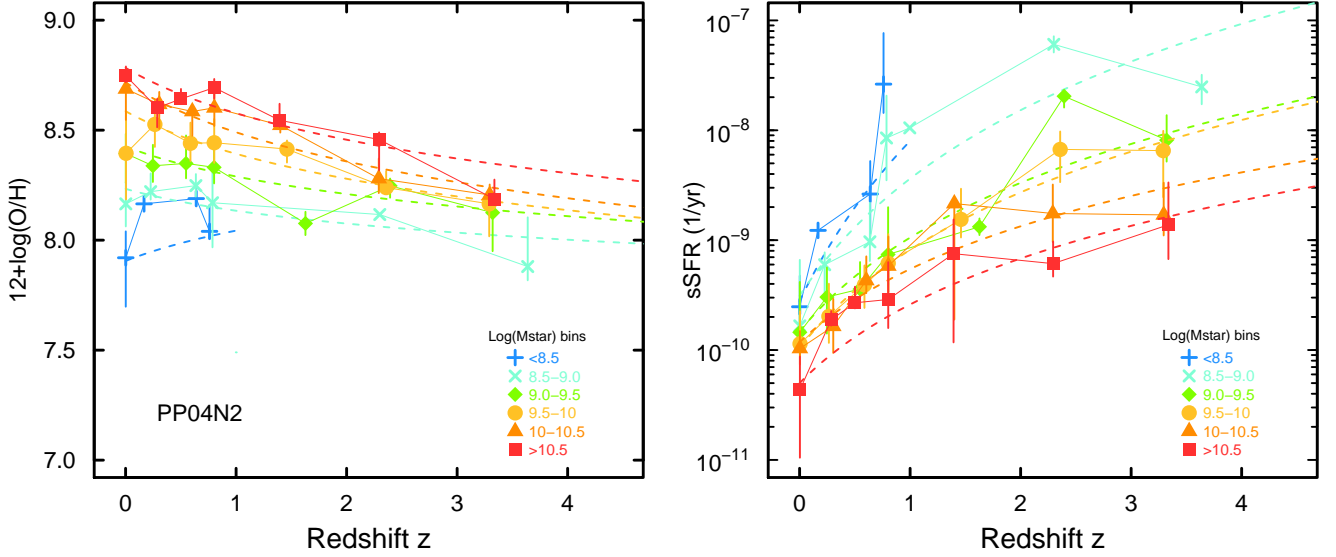 9.0
8.5
8.0
7.5
7.0
12+log(O/H)
0 1 2 3 4
Redshift z
PP04N2
Log(Mstar) bins
<8.5
8.5−9.0
9.0−9.5
9.5−10
10−10.5
>10.5
10−7
10−8
10−9
10−10
10−11
sSFR (1/yr)
0 1 2 3 4
Redshift z
Log(Mstar) bins
<8.5
8.5−9.0
9.0−9.5
9.5−10
10−10.5
>10.5